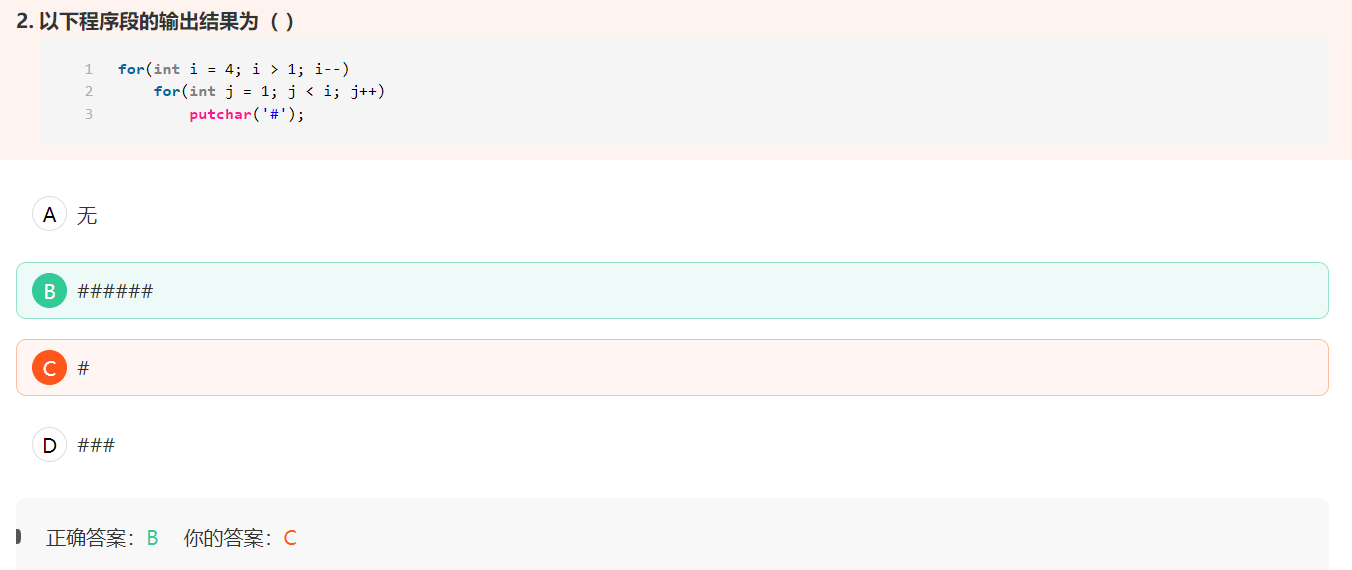 2. 以下程序段的输出结果为（ ）
1 for(int i = 4; i > 1; i--)
2 for(int j = 1; j < i; j++)
3 putchar('#');
A 无
B ######
C #
D ###
正确答案：B 你的答案：C